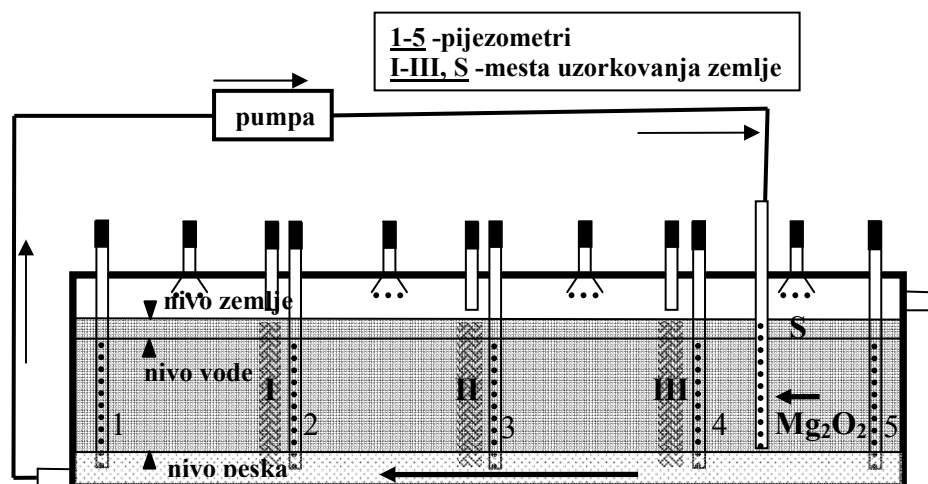 1-5 -pijezometri
I-III, S -mesta uzorkovanja zemlje
pumpa
nivo zemlje
S
nivo vode
I
II
III
Mg₂O₂
1
2
3
4
5
nivo peska